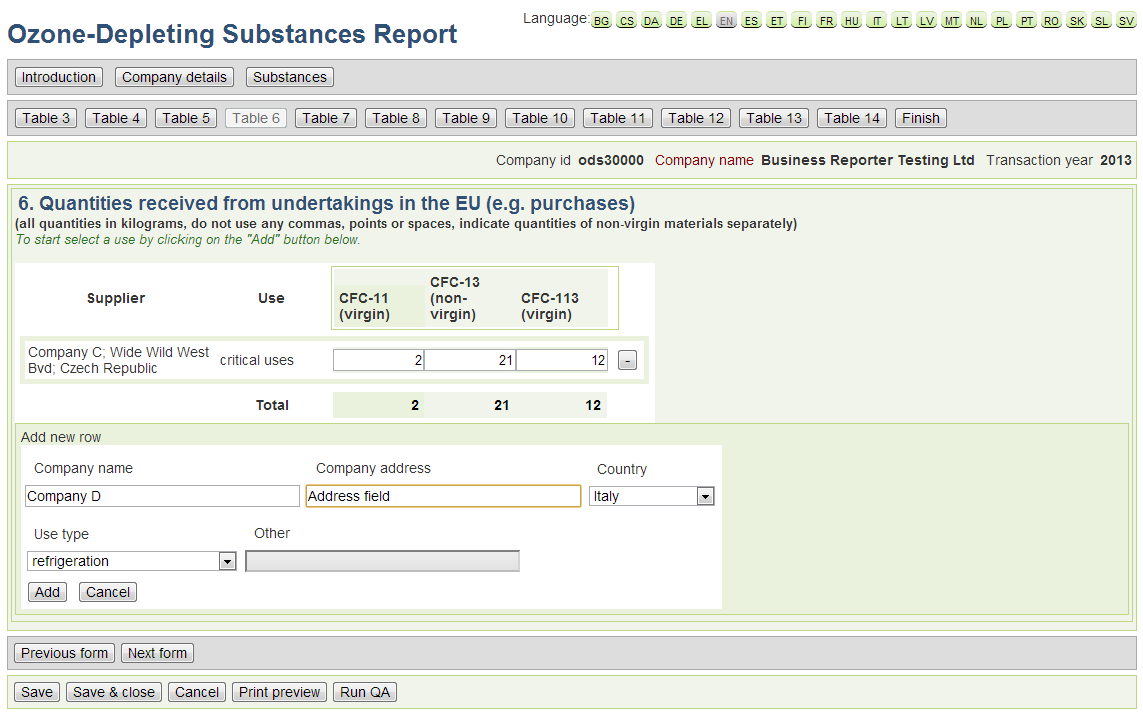 Language: BG CS DA DE EL EN ES ET FI FR HU IT LT LV MT NL PL PT RO SK SL SV
Ozone-Depleting Substances Report
Introduction Company details Substances
Table 3 Table 4 Table 5 Table 6 Table 7 Table 8 Table 9 Table 10 Table 11 Table 12 Table 13 Table 14 Finish
Company id ods30000 Company name Business Reporter Testing Ltd Transaction year 2013
6. Quantities received from undertakings in the EU (e.g. purchases)
(all quantities in kilograms, do not use any commas, points or spaces, indicate quantities of non-virgin materials separately)
To start select a use by clicking on the "Add" button below.
Supplier Use
CFC-11
(virgin)
CFC-13
(non-
virgin)
CFC-113
(virgin)
Company C; Wide Wild West
Bvd; Czech Republic
critical uses 2 21 12 -
Total 2 21 12
Add new row
Company name Company address Country
Company D Address field Italy
Use type Other
refrigeration
Add Cancel
Previous form Next form
Save Save & close Cancel Print preview Run QA